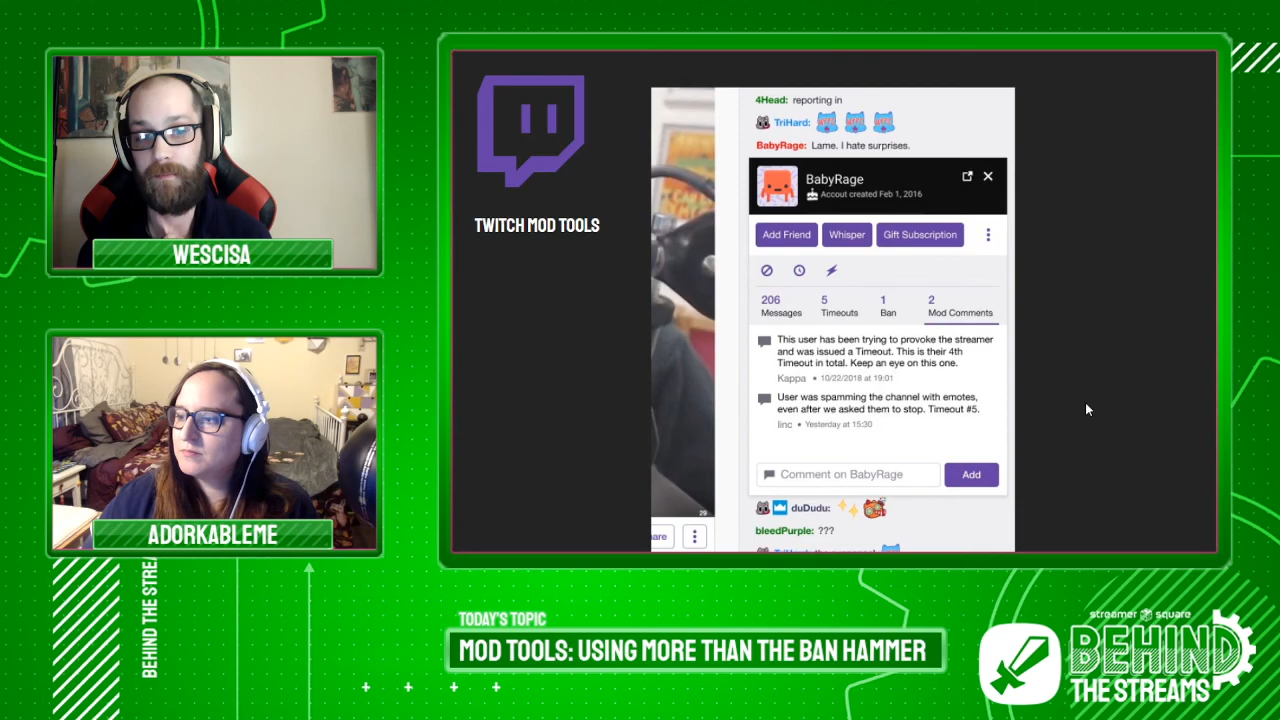 WESCISA
ADORKABLEME
BEHIND THE STREA
TWITCH MOD TOOLS
4Head: reporting in
TriHard:
BabyRage: Lame. I hate surprises.
BabyRage
Accout created Feb 1, 2016
Add Friend
Whisper
Gift Subscription
206
Messages
5
Timeouts
1
Ban
2
Mod Comments
This user has been trying to provoke the streamer
and was issued a Timeout. This is their 4th
Timeout in total. Keep an eye on this one.
Kappa • 10/22/2018 at 19:01
User was spamming the channel with emotes,
even after we asked them to stop. Timeout #5.
linc • Yesterday at 15:30
Comment on BabyRage
Add
duDudu:
bleedPurple: ???
29
are
TODAY'S TOPIC
MOD TOOLS: USING MORE THAN THE BAN HAMMER
streamer square
BEHIND
THE STREAMS